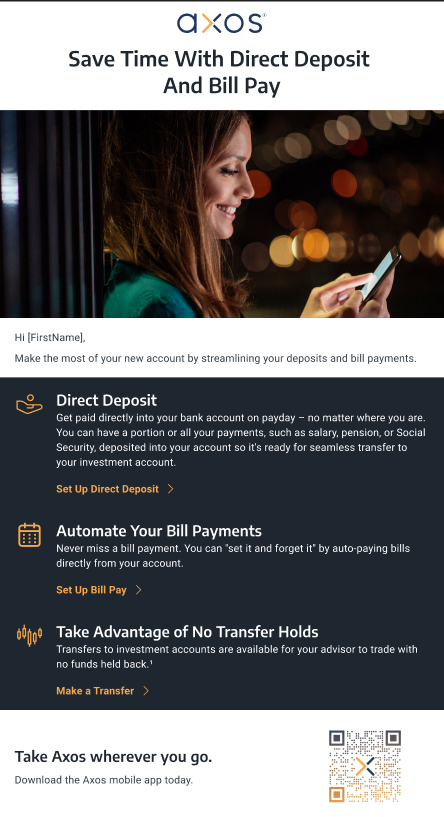 axos®
Save Time With Direct Deposit
And Bill Pay
Hi [FirstName],
Make the most of your new account by streamlining your deposits and bill payments.
Direct Deposit
Get paid directly into your bank account on payday – no matter where you are.
You can have a portion or all your payments, such as salary, pension, or Social
Security, deposited into your account so it's ready for seamless transfer to
your investment account.
Set Up Direct Deposit
Automate Your Bill Payments
Never miss a bill payment. You can "set it and forget it" by auto-paying bills
directly from your account.
Set Up Bill Pay
Take Advantage of No Transfer Holds
Transfers to investment accounts are available for your advisor to trade with
no funds held back.¹
Make a Transfer
Take Axos wherever you go.
Download the Axos mobile app today.